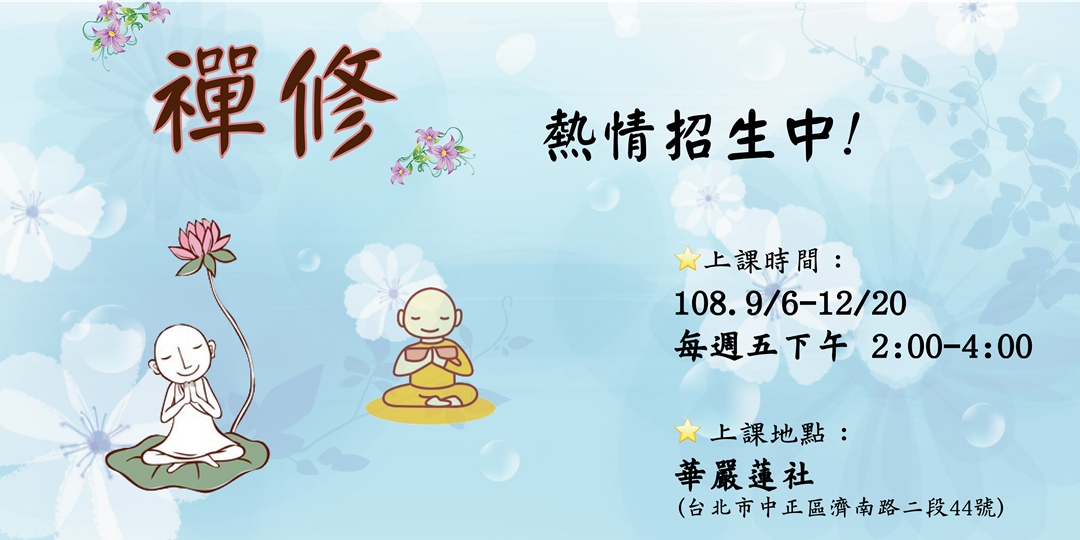 禪修
熱情招生中!
上課時間：
108.9/6-12/20
每週五下午 2:00-4:00
上課地點：
華嚴蓮社
(台北市中正區濟南路二段44號)